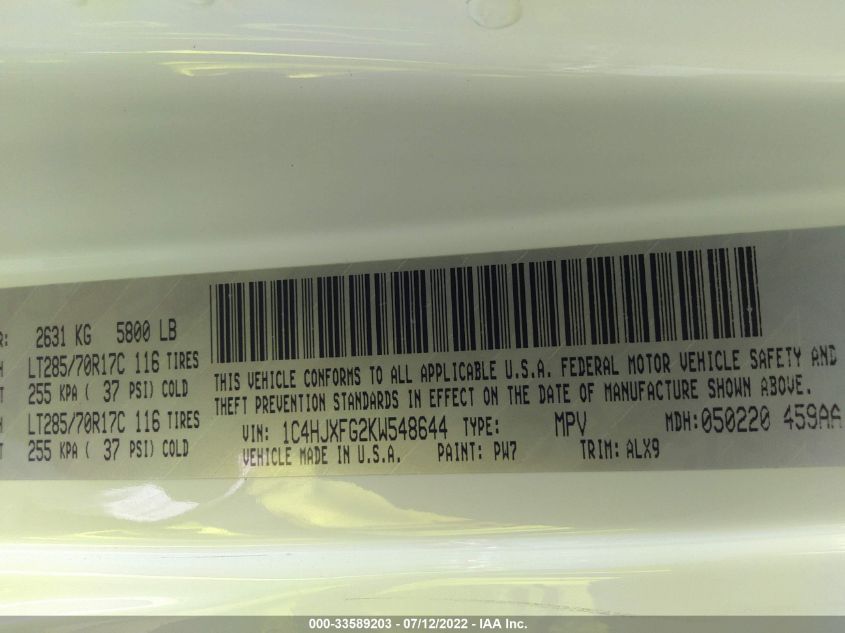 R: 2631 KG 5800 LB
LT285/70R17C 116 TIRES
255 KPA ( 37 PSI) COLD
LT285/70R17C 116 TIRES
255 KPA ( 37 PSI) COLD
THIS VEHICLE CONFORMS TO ALL APPLICABLE U.S.A. FEDERAL MOTOR VEHICLE SAFETY AND
THEFT PREVENTION STANDARDS IN EFFECT ON THE DATE OF MANUFACTURE SHOWN ABOVE.
VIN: 1C4HJXFG2KW548644 TYPE: MPV MDH: 050220 459AA
VEHICLE MADE IN U.S.A. PAINT: PW7 TRIM: ALX9
000-33589203 - 07/12/2022 - IAA Inc.